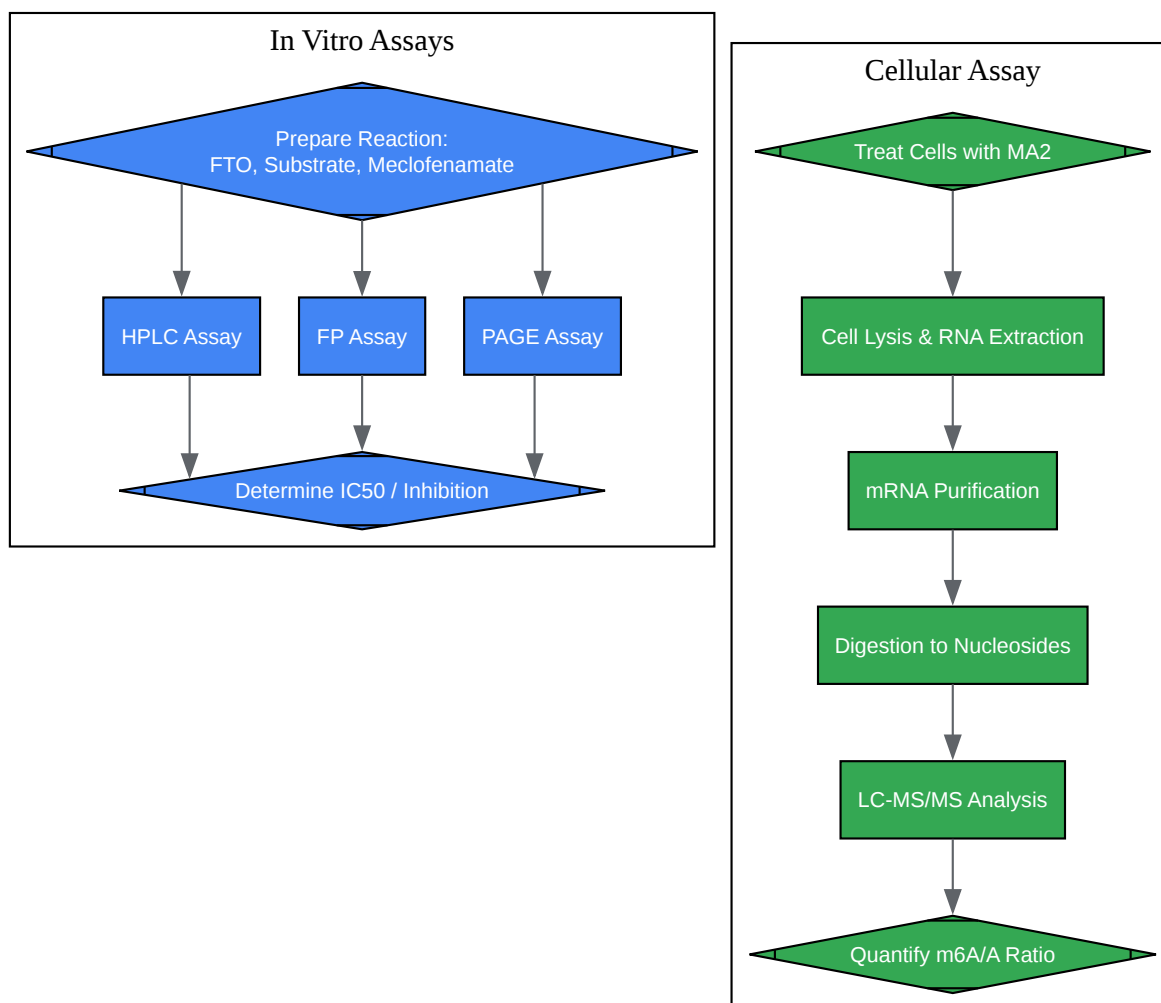 In Vitro Assays
Prepare Reaction:
FTO, Substrate, Meclofenamate
HPLC Assay
FP Assay
PAGE Assay
Determine IC50 / Inhibition
Cellular Assay
Treat Cells with MA2
Cell Lysis & RNA Extraction
mRNA Purification
Digestion to Nucleosides
LC-MS/MS Analysis
Quantify m6A/A Ratio